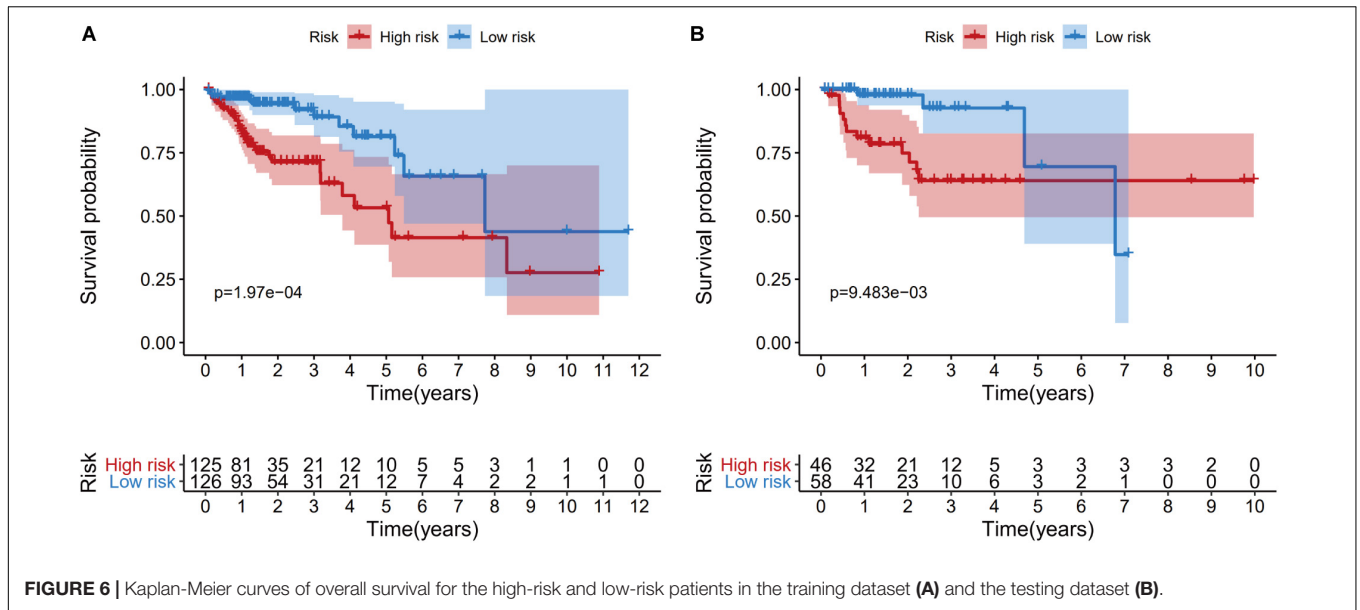 A
Risk High risk Low risk
Survival probability
1.00
0.75
0.50
0.25
0.00
p=1.97e−04
0 1 2 3 4 5 6 7 8 9 10 11 12
Time(years)
Risk
High risk 125 81 35 21 12 10 5 5 3 1 1 0 0
Low risk 126 93 54 31 21 12 7 4 2 2 1 1 0
0 1 2 3 4 5 6 7 8 9 10 11 12
Time(years)
B
Risk High risk Low risk
Survival probability
1.00
0.75
0.50
0.25
0.00
p=9.483e−03
0 1 2 3 4 5 6 7 8 9 10
Time(years)
Risk
High risk 46 32 21 12 5 3 3 3 3 2 0
Low risk 58 41 23 10 6 3 2 1 0 0 0
0 1 2 3 4 5 6 7 8 9 10
Time(years)
FIGURE 6 | Kaplan-Meier curves of overall survival for the high-risk and low-risk patients in the training dataset (A) and the testing dataset (B).